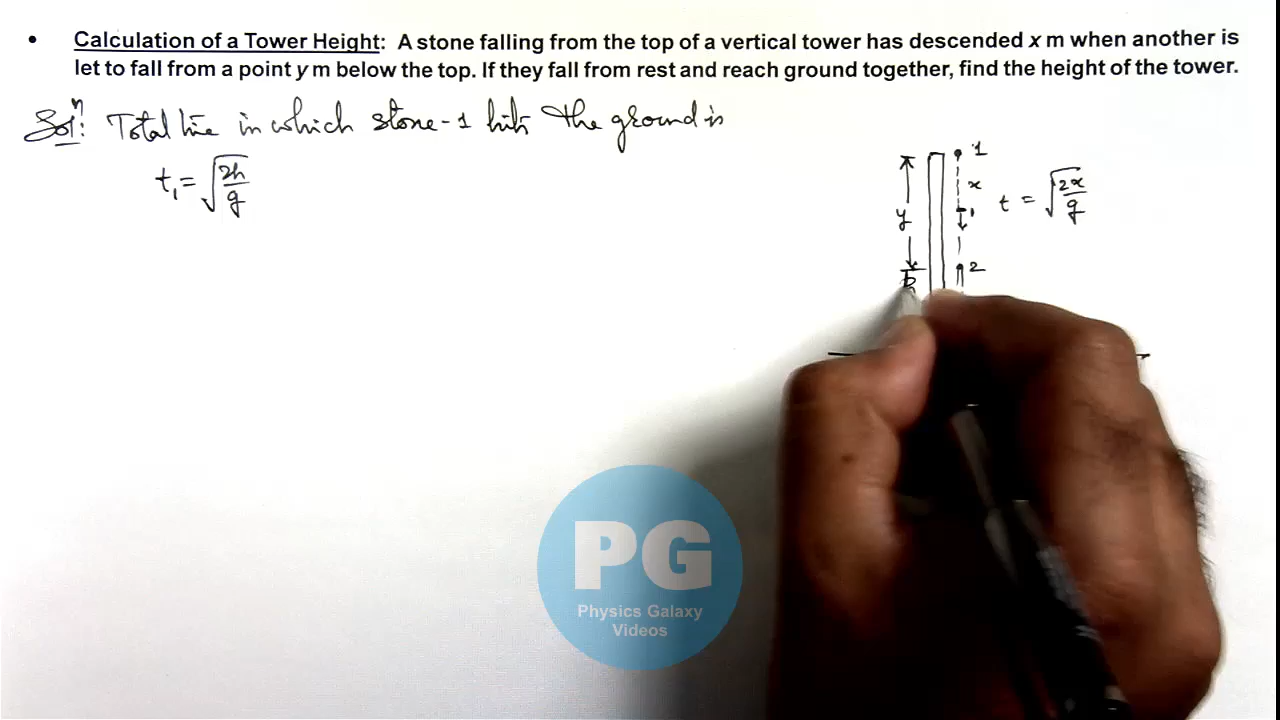 • Calculation of a Tower Height: A stone falling from the top of a vertical tower has descended x m when another is
let to fall from a point y m below the top. If they fall from rest and reach ground together, find the height of the tower.
Solⁿ: Total time in which stone-1 hits the ground is
t₁ = √(2h/g)
1
x
y
t = √(2x/g)
1
2
PG
Physics Galaxy
Videos